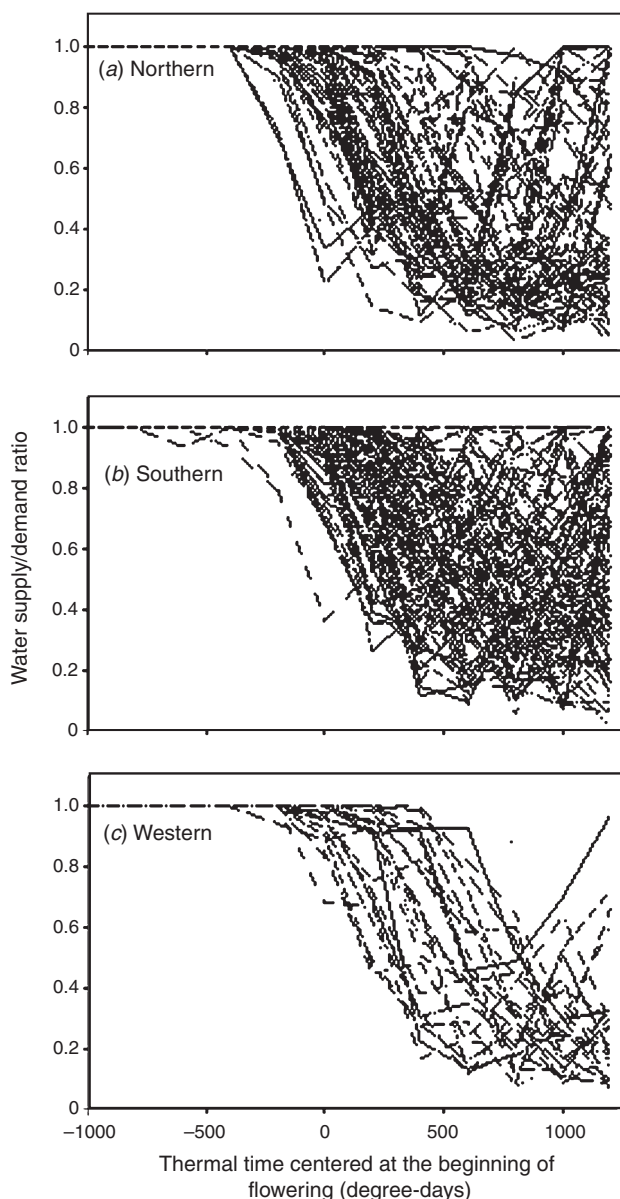 1.0
(a) Northern
0.8
0.6
0.4
0.2
0
1.0
(b) Southern
0.8
0.6
0.4
0.2
0
Water supply/demand ratio
1.0
(c) Western
0.8
0.6
0.4
0.2
0
–1000 –500 0 500 1000
Thermal time centered at the beginning of
flowering (degree-days)